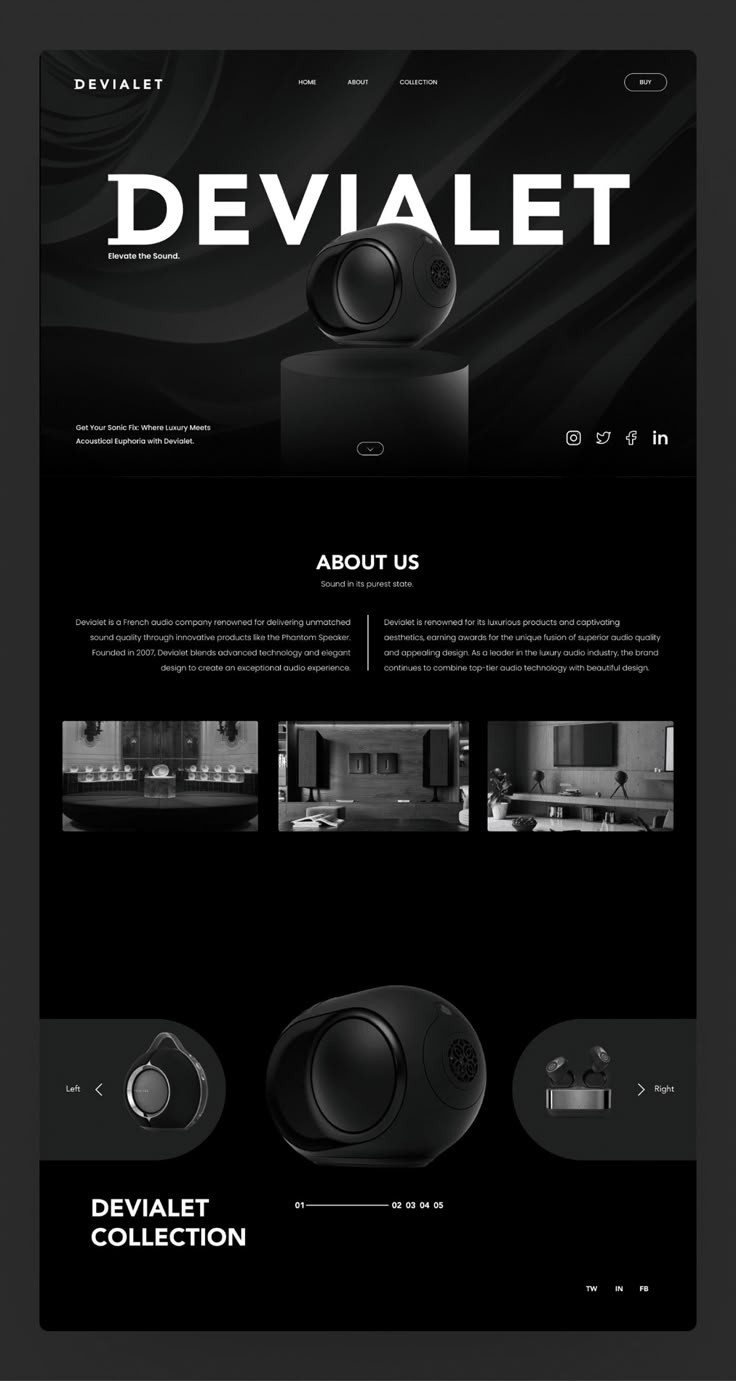 DEVIALET
HOME
ABOUT
COLLECTION
BUY
DEVIALET
Elevate the Sound.
Get Your Sonic Fix: Where Luxury Meets
Acoustical Euphoria with Devialet.
ABOUT US
Sound in its purest state.
Devialet is a French audio company renowned for delivering unmatched
sound quality through innovative products like the Phantom Speaker.
Founded in 2007, Devialet blends advanced technology and elegant
design to create an exceptional audio experience.
Devialet is renowned for its luxurious products and captivating
aesthetics, earning awards for the unique fusion of superior audio quality
and appealing design. As a leader in the luxury audio industry, the brand
continues to combine top-tier audio technology with beautiful design.
Left
Right
DEVIALET
COLLECTION
01 02 03 04 05
TW IN FB